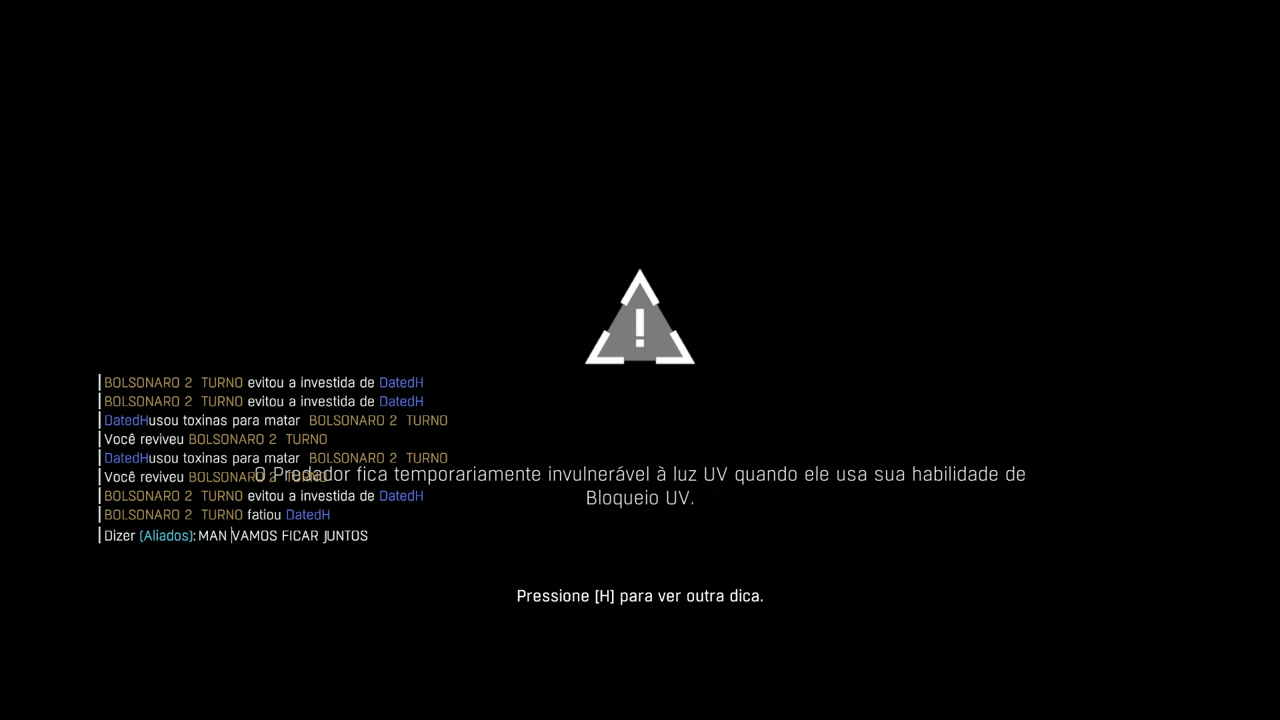 !
BOLSONARO 2 TURNO evitou a investida de DatedH
BOLSONARO 2 TURNO evitou a investida de DatedH
DatedHusou toxinas para matar BOLSONARO 2 TURNO
Você reviveu BOLSONARO 2 TURNO
DatedHusou toxinas para matar BOLSONARO 2 TURNO
Você reviveu BOLSONARO 2 TURNO
O Predador fica temporariamente invulnerável à luz UV quando ele usa sua habilidade de
Bloqueio UV.
BOLSONARO 2 TURNO evitou a investida de DatedH
BOLSONARO 2 TURNO fatiou DatedH
Dizer (Aliados): MAN VAMOS FICAR JUNTOS
Pressione [H] para ver outra dica.